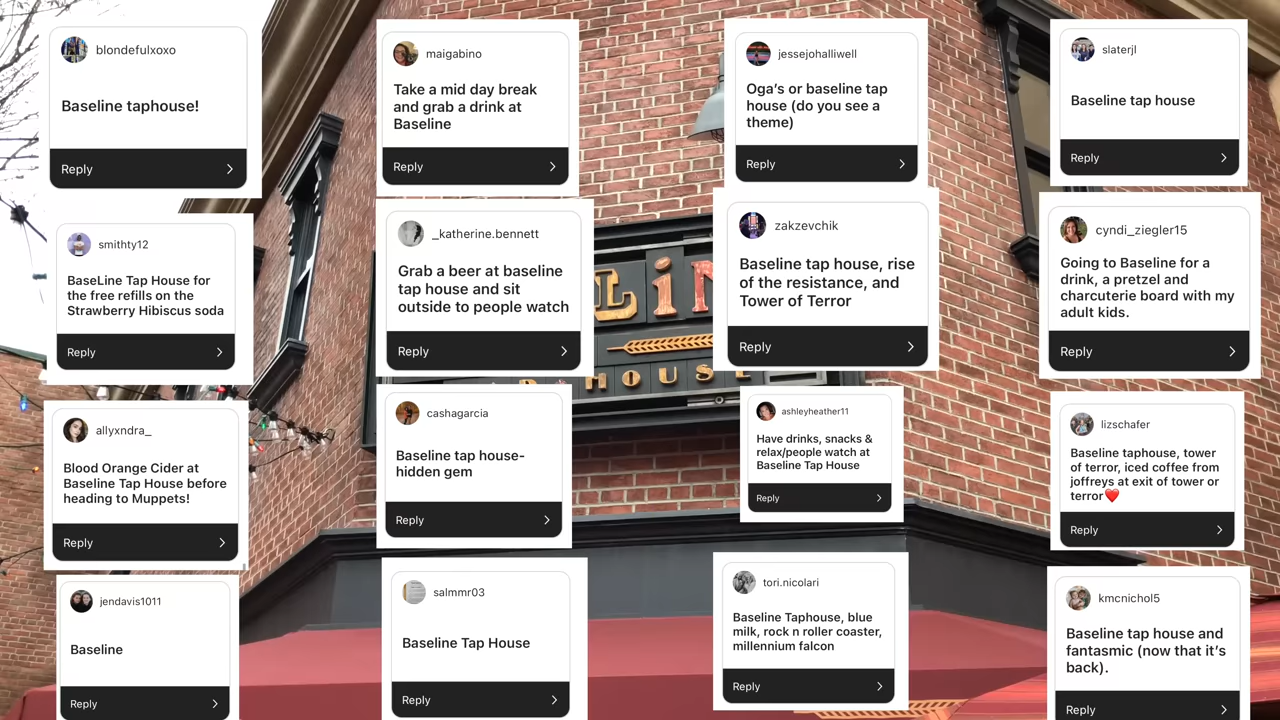 blondefulxoxo
Baseline taphouse!
Reply
maigabino
Take a mid day break
and grab a drink at
Baseline
Reply
jessejohalliwell
Oga's or baseline tap
house (do you see a
theme)
Reply
slaterjl
Baseline tap house
Reply
smithty12
BaseLine Tap House for
the free refills on the
Strawberry Hibiscus soda
Reply
_katherine.bennett
Grab a beer at baseline
tap house and sit
outside to people watch
Reply
zakzevchik
Baseline tap house, rise
of the resistance, and
Tower of Terror
Reply
cyndi_ziegler15
Going to Baseline for a
drink, a pretzel and
charcuterie board with my
adult kids.
Reply
LiN
HOUSE
allyxndra_
Blood Orange Cider at
Baseline Tap House before
heading to Muppets!
Reply
cashagarcia
Baseline tap house-
hidden gem
Reply
ashleyheather11
Have drinks, snacks &
relax/people watch at
Baseline Tap House
Reply
lizschafer
Baseline taphouse, tower
of terror, iced coffee from
joffreys at exit of tower or
terror❤️
Reply
jendavis1011
Baseline
Reply
salmmr03
Baseline Tap House
Reply
tori.nicolari
Baseline Taphouse, blue
milk, rock n roller coaster,
millennium falcon
Reply
kmcnichol5
Baseline tap house and
fantasmic (now that it's
back).
Reply